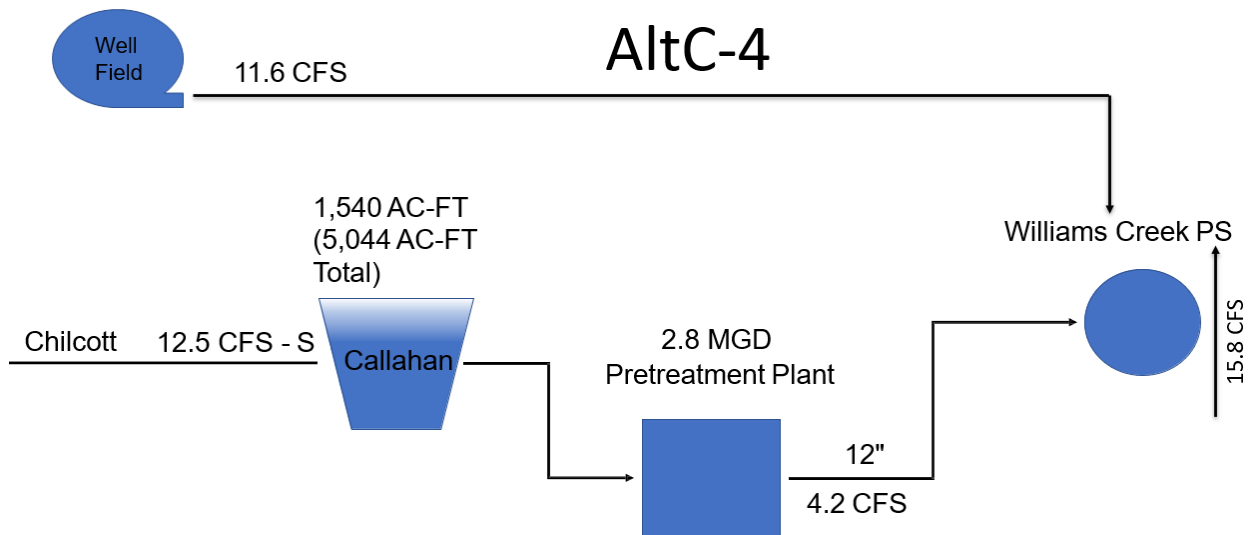 AltC-4
Well
Field
11.6 CFS
1,540 AC-FT
(5,044 AC-FT
Total)
Williams Creek PS
Chilcott 12.5 CFS - S
Callahan
2.8 MGD
Pretreatment Plant
15.8 CFS
12"
4.2 CFS